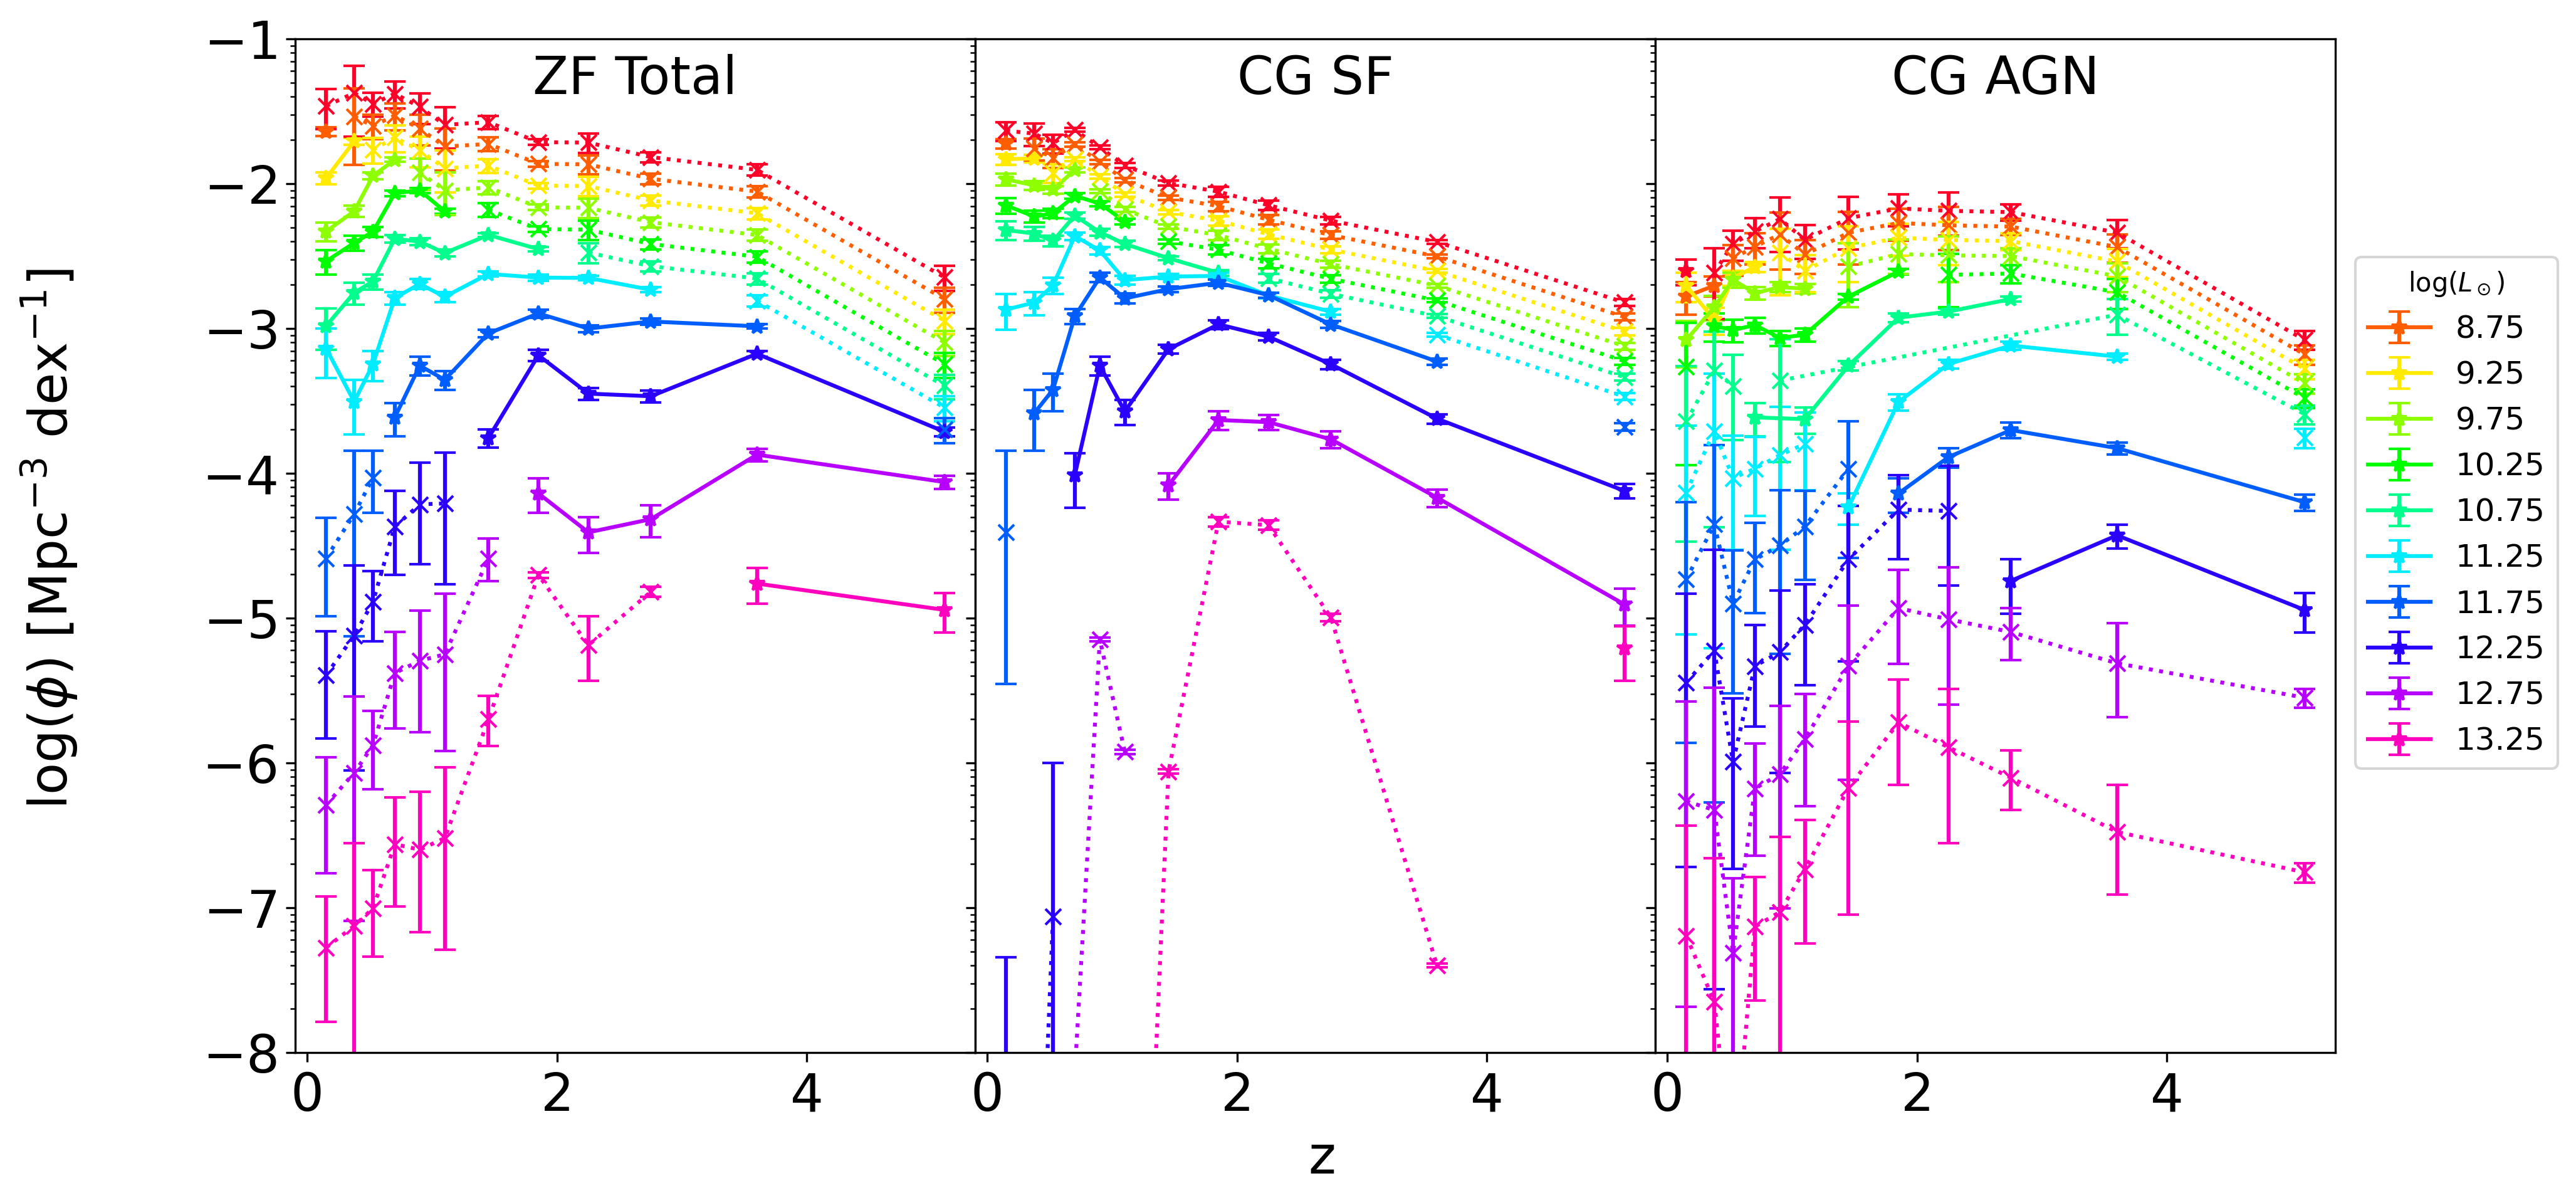 ZF Total
CG SF
CG AGN
log(ϕ) [Mpc⁻³ dex⁻¹]
−1
−2
−3
−4
−5
−6
−7
−8
0 2 4
0 2 4
0 2 4
z
log(L⊙)
8.75
9.25
9.75
10.25
10.75
11.25
11.75
12.25
12.75
13.25